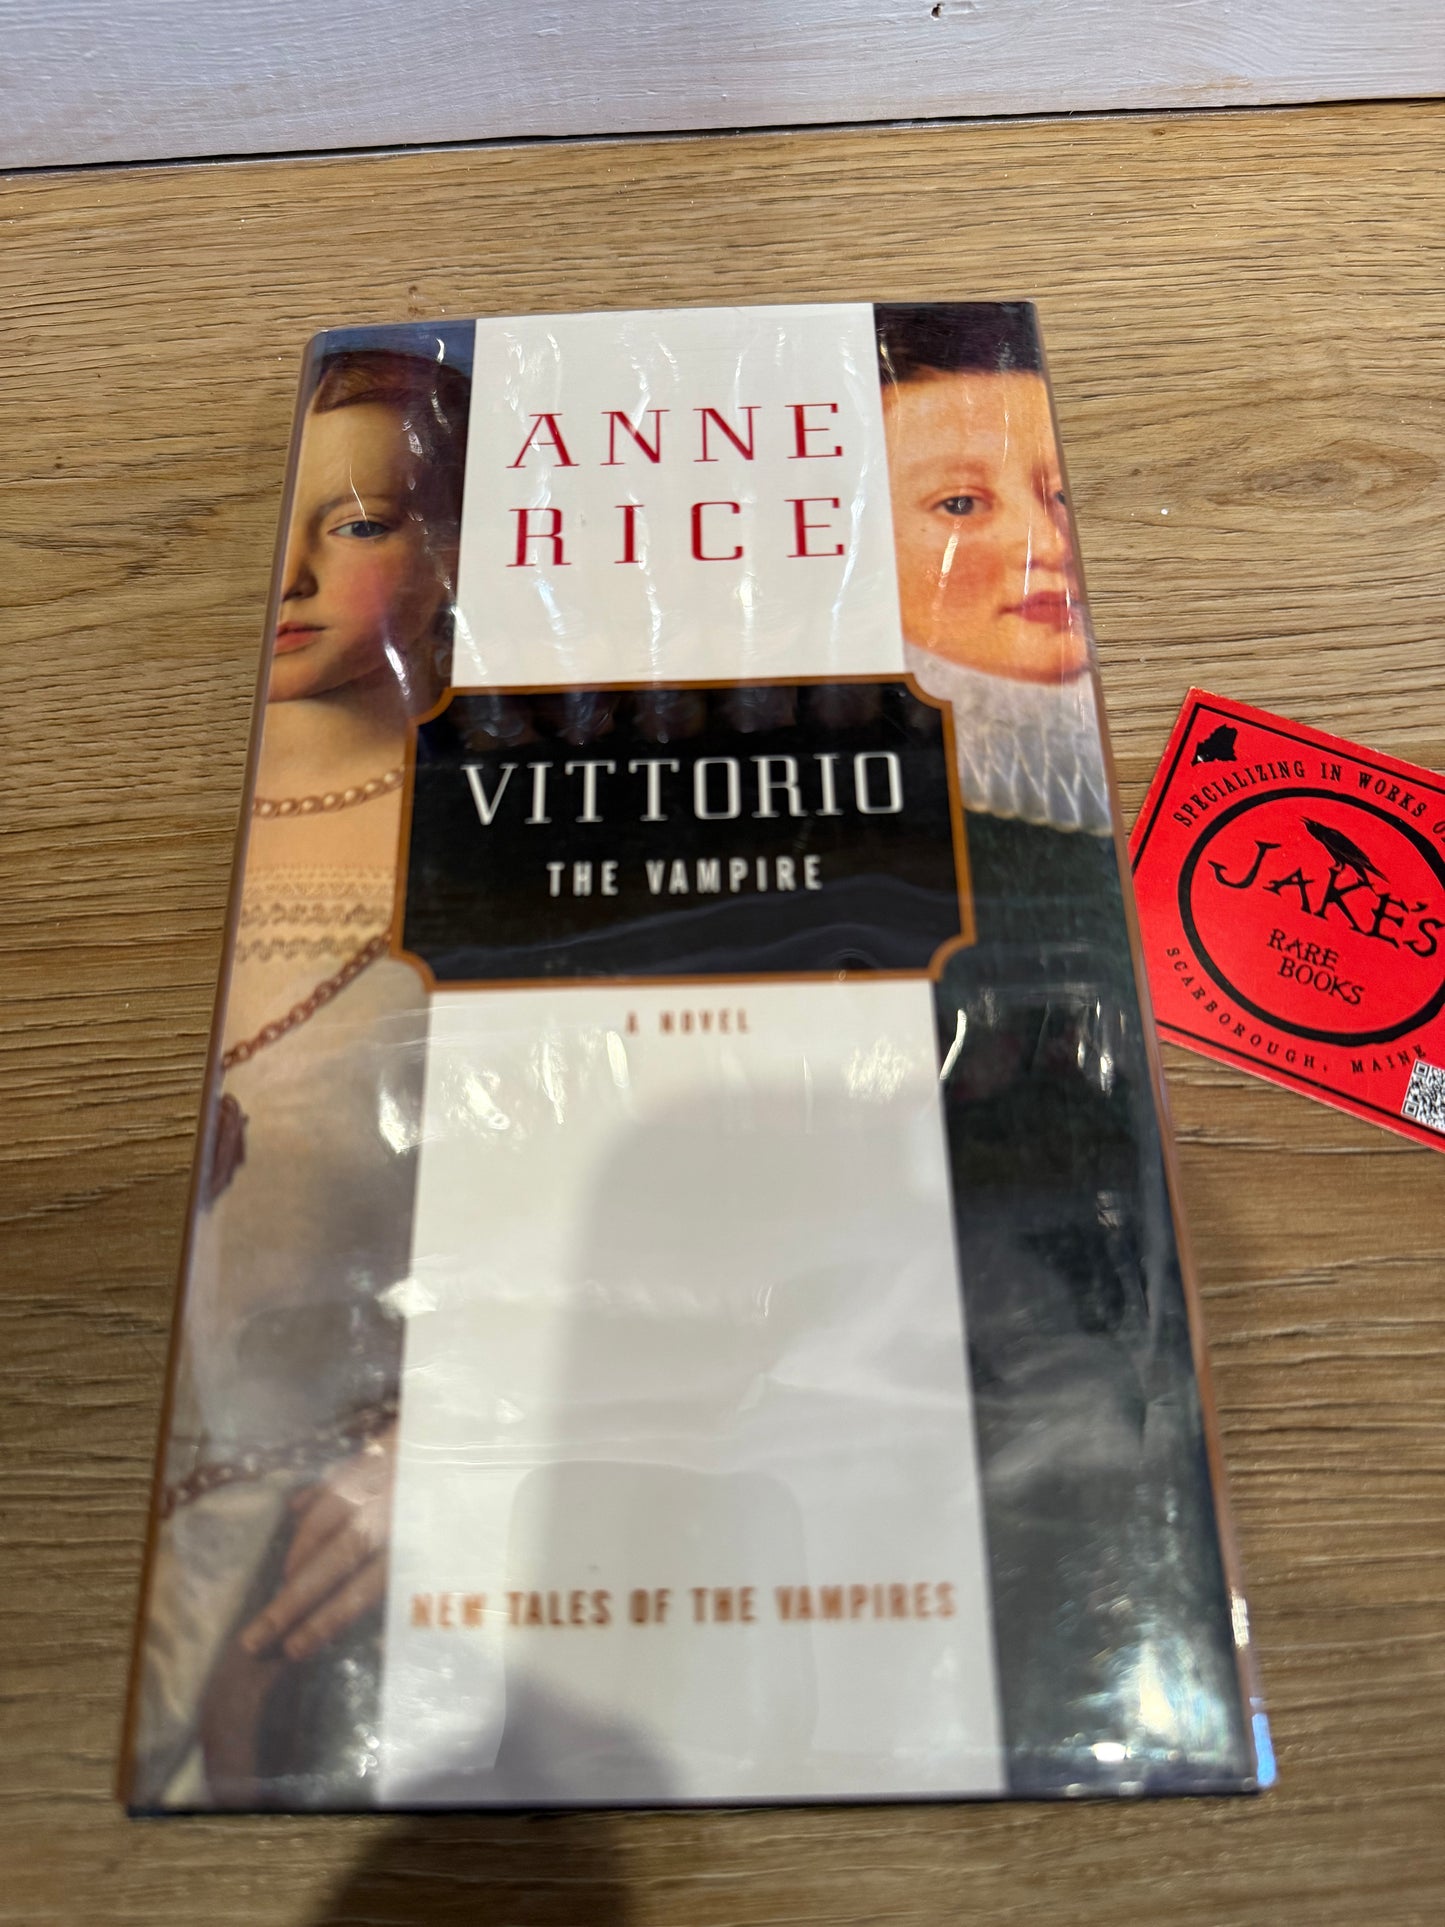 ANNE
RICE
VITTORIO
THE VAMPIRE
A NOVEL
NEW TALES OF THE VAMPIRES
SPECIALIZING IN WORKS
JAKE'S
RARE
BOOKS
SCARBOROUGH, MAINE